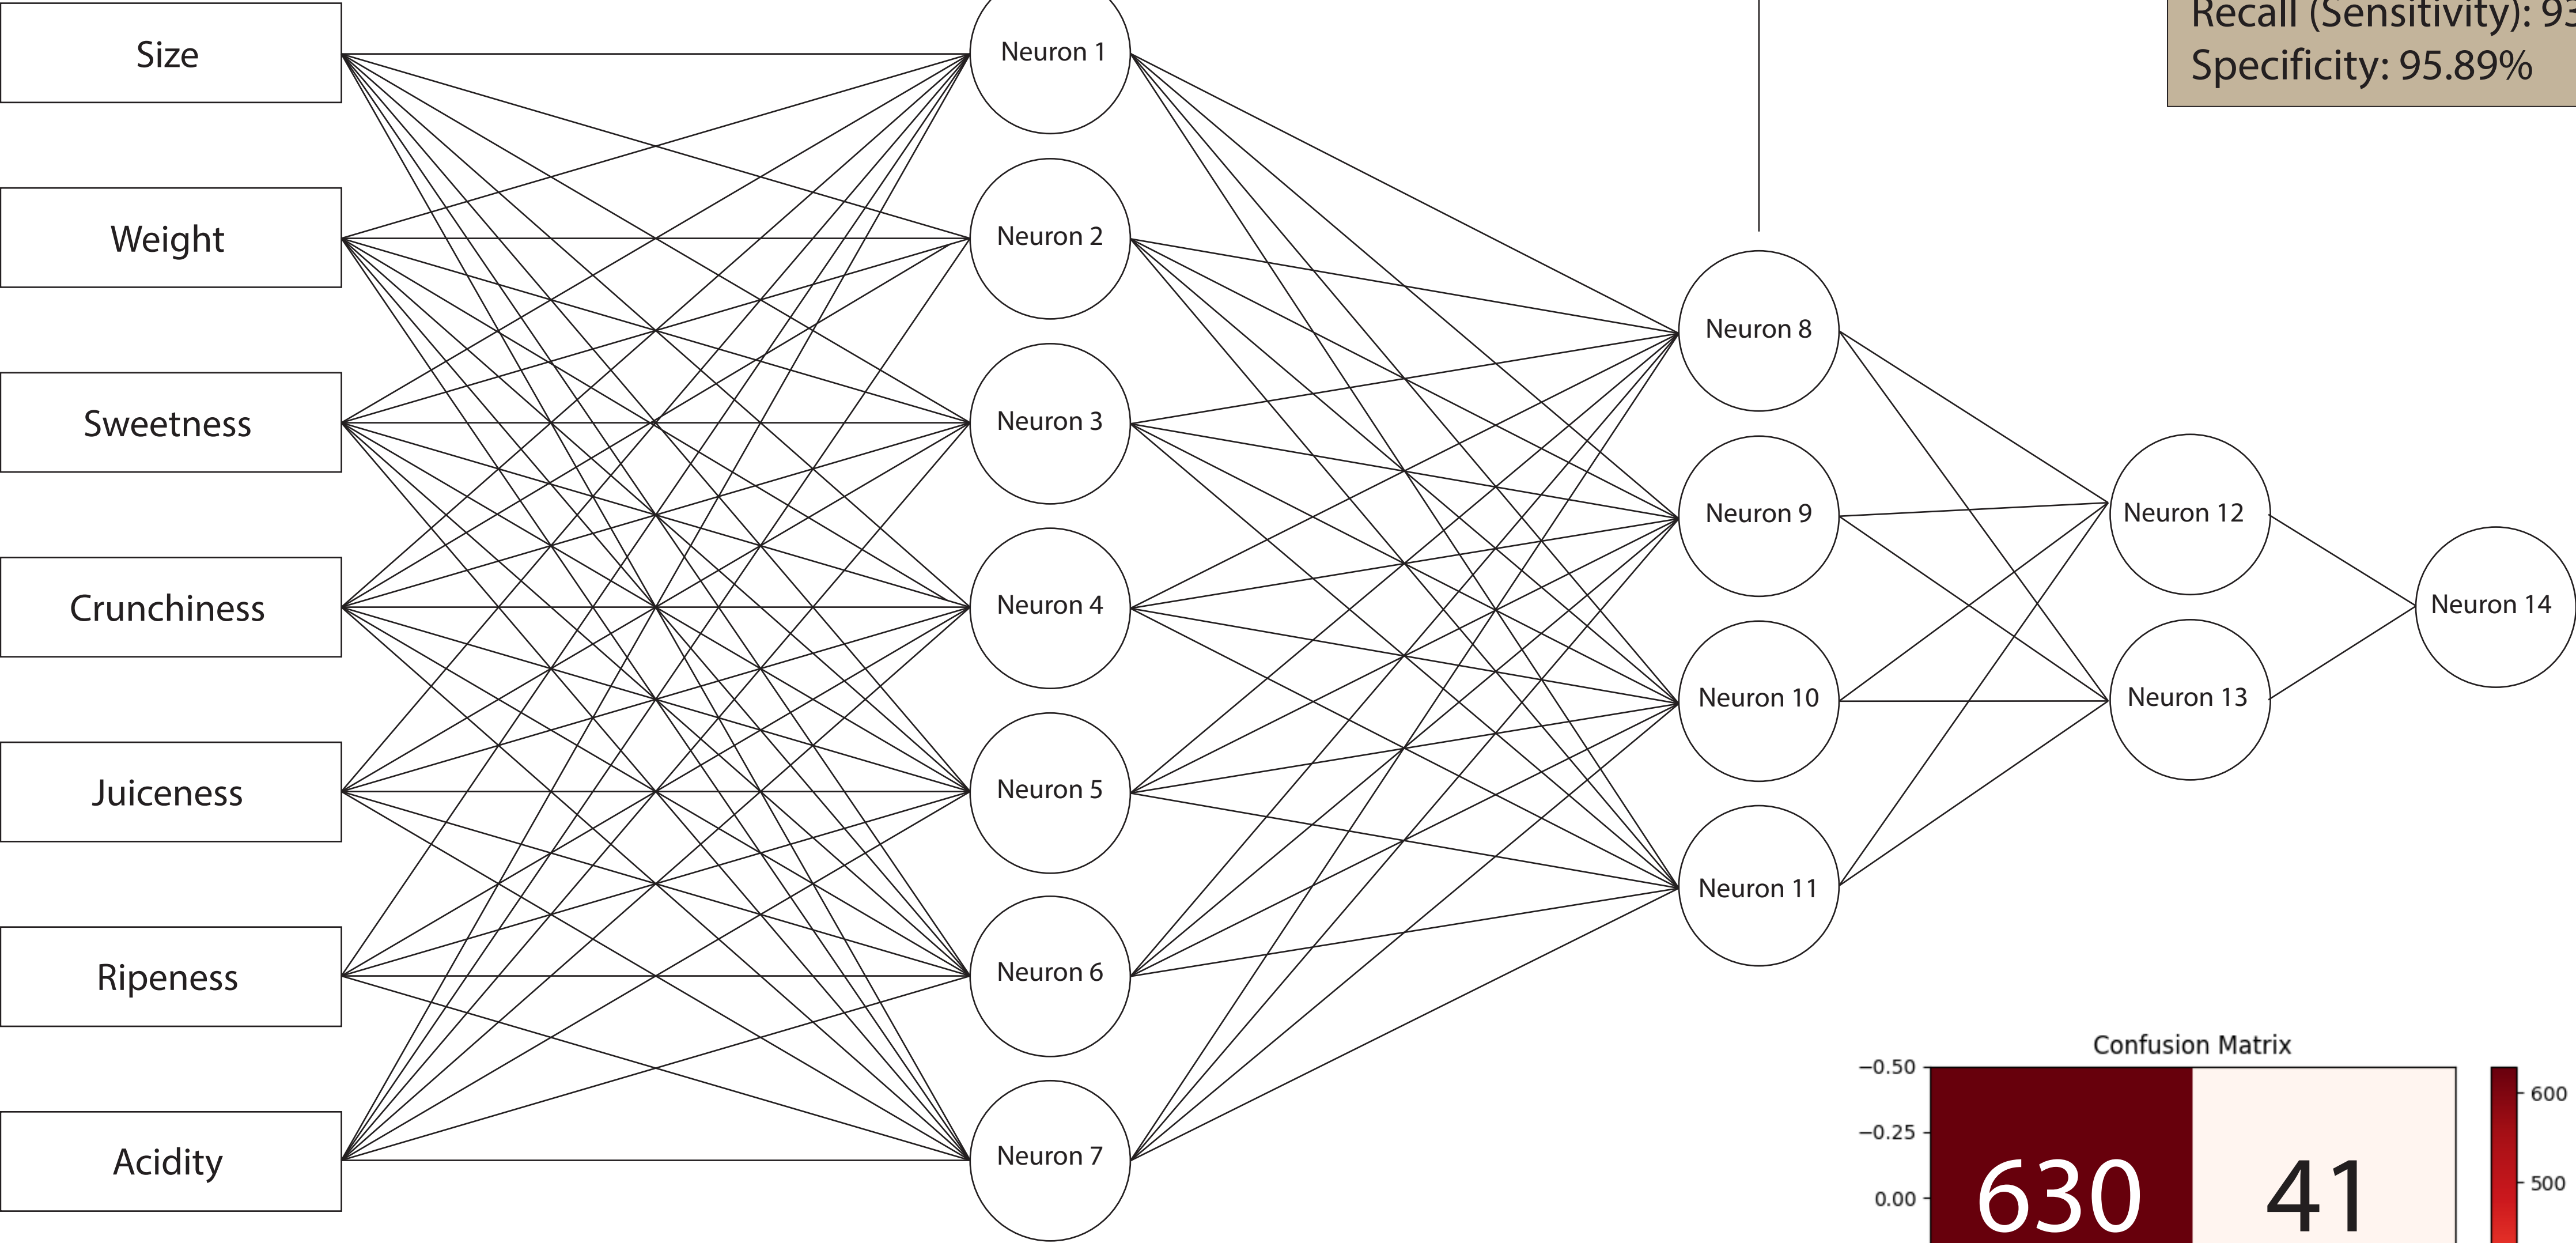 Size
Weight
Sweetness
Crunchiness
Juiceness
Ripeness
Acidity
Neuron 1
Neuron 2
Neuron 3
Neuron 4
Neuron 5
Neuron 6
Neuron 7
Neuron 8
Neuron 9
Neuron 10
Neuron 11
Neuron 12
Neuron 13
Neuron 14
Recall (Sensitivity): 93
Specificity: 95.89%
Confusion Matrix
−0.50
−0.25
0.00
630 41
600
500